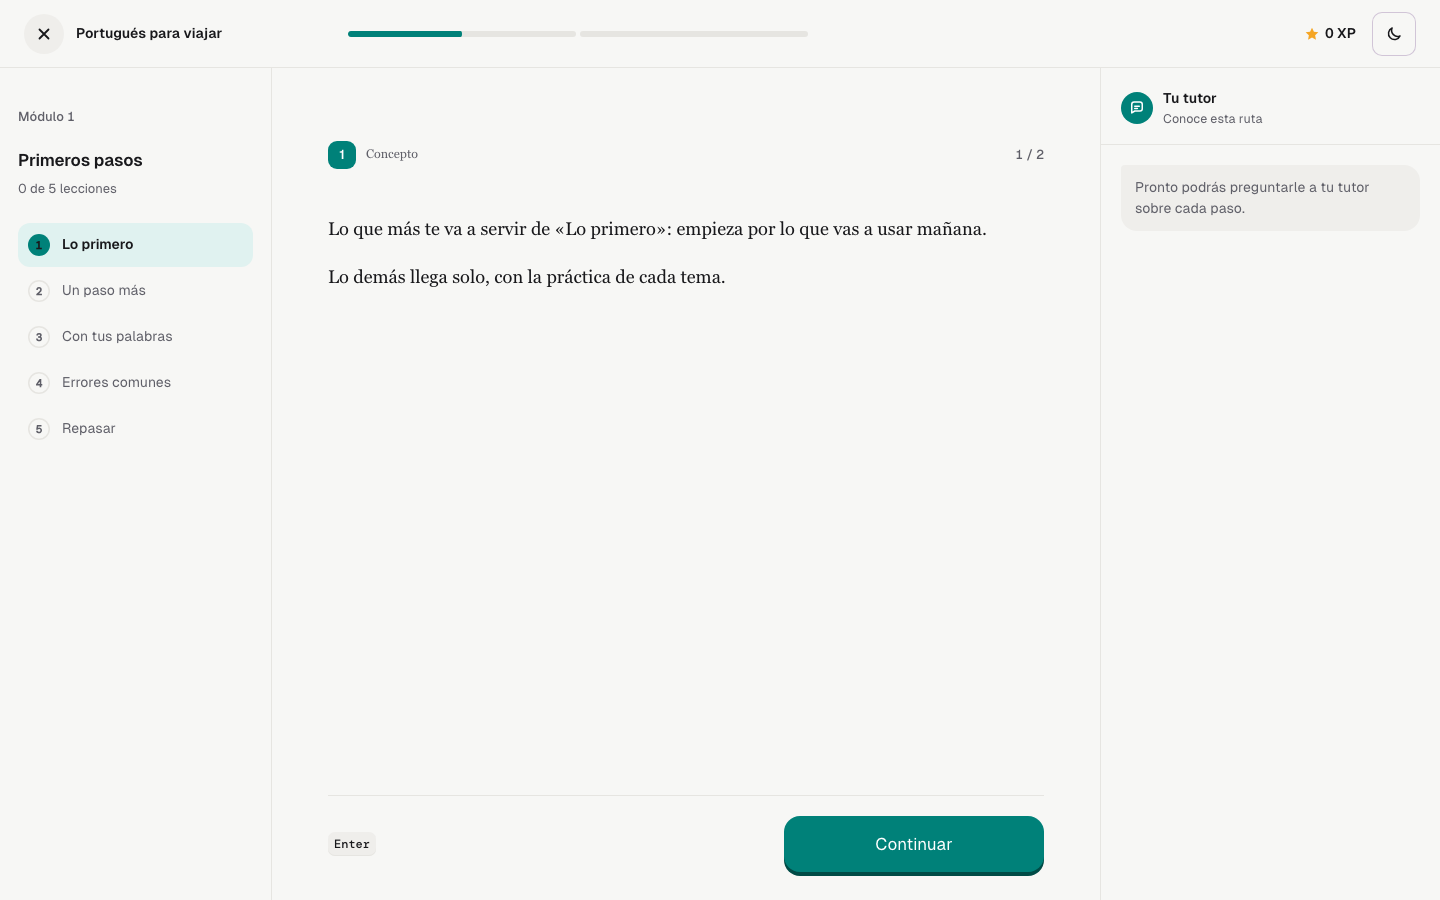 Portugués para viajar
0 XP
Módulo 1
Primeros pasos
0 de 5 lecciones
1 Lo primero
2 Un paso más
3 Con tus palabras
4 Errores comunes
5 Repasar
1 Concepto
1 / 2
Lo que más te va a servir de «Lo primero»: empieza por lo que vas a usar mañana.
Lo demás llega solo, con la práctica de cada tema.
Enter
Continuar
Tu tutor
Conoce esta ruta
Pronto podrás preguntarle a tu tutor
sobre cada paso.